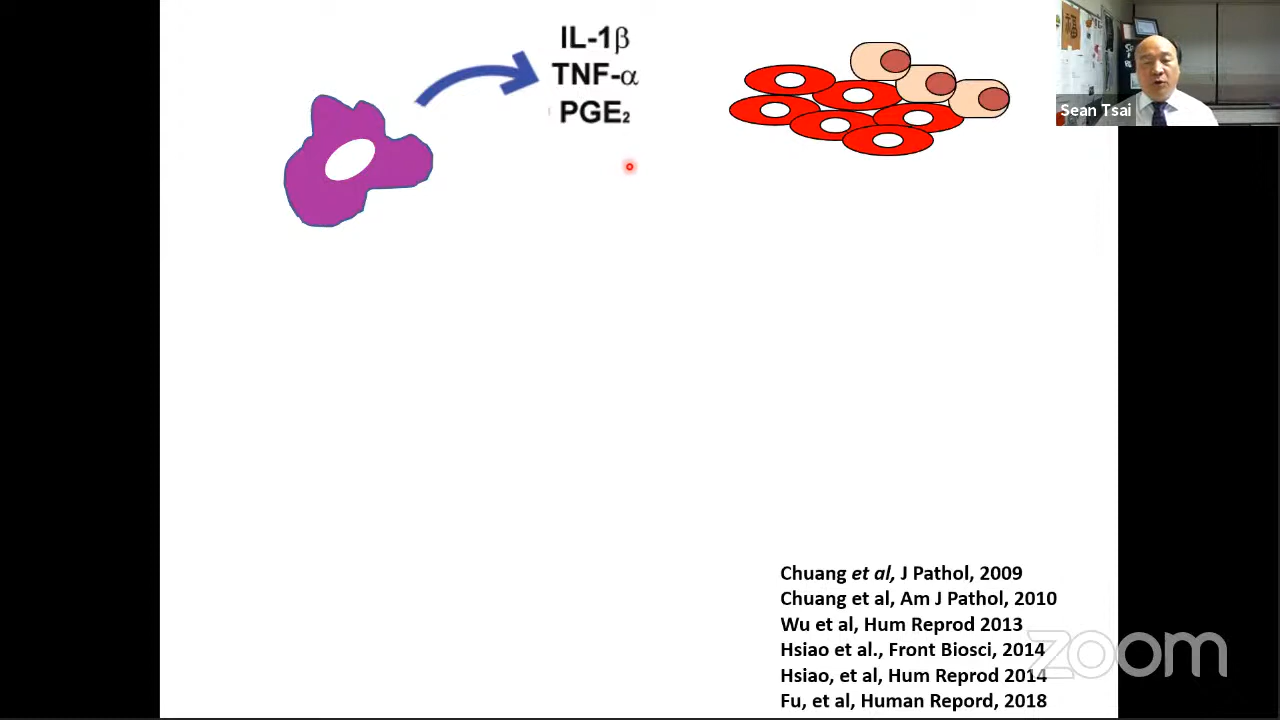 IL-1β
TNF-α
PGE₂
Sean Tsai
Chuang et al, J Pathol, 2009
Chuang et al, Am J Pathol, 2010
Wu et al, Hum Reprod 2013
Hsiao et al., Front Biosci, 2014
Hsiao, et al, Hum Reprod 2014
Fu, et al, Human Repord, 2018
zoom